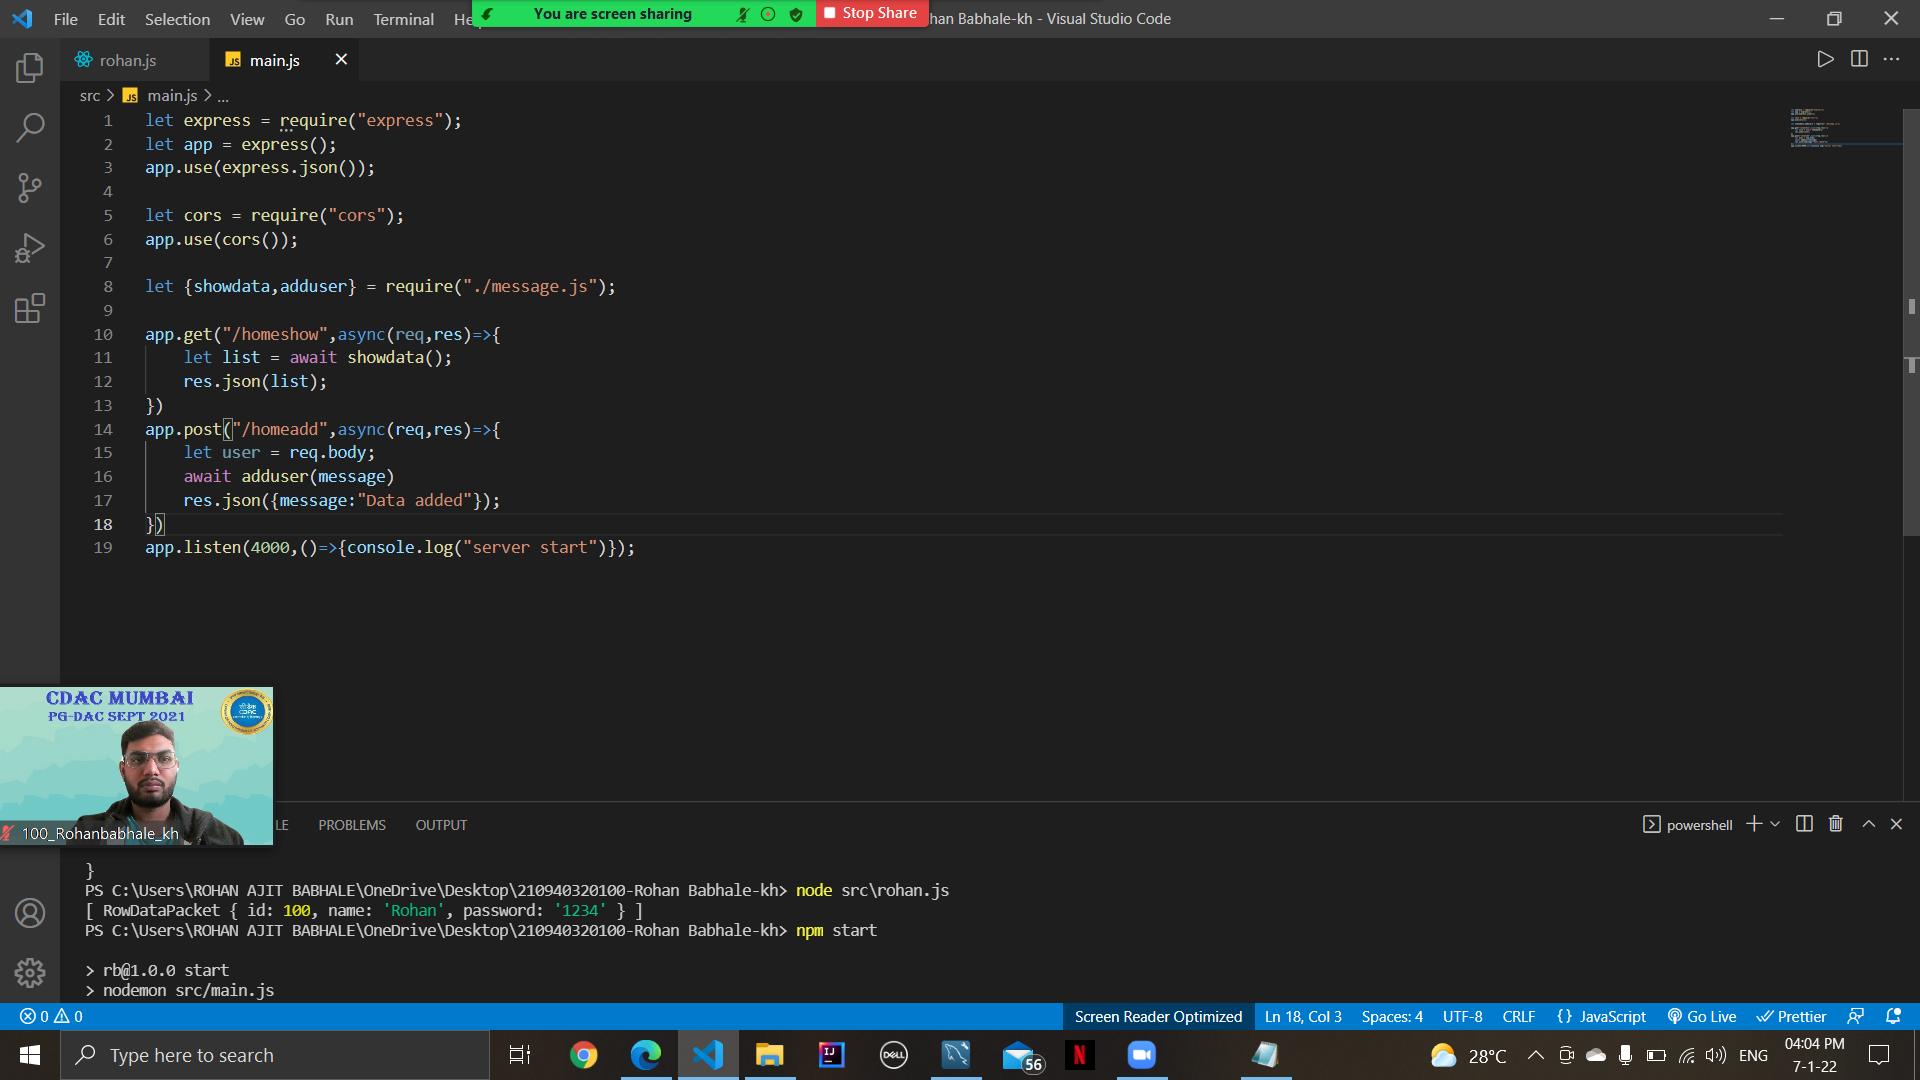 File Edit Selection View Go Run Terminal He
You are screen sharing
Stop Share
han Babhale-kh - Visual Studio Code
rohan.js
JS main.js
src > JS main.js > ...
1 let express = require("express");
2 let app = express();
3 app.use(express.json());
4
5 let cors = require("cors");
6 app.use(cors());
7
8 let {showdata,adduser} = require("./message.js");
9
10 app.get("/homeshow",async(req,res)=>{
11 let list = await showdata();
12 res.json(list);
13 })
14 app.post("/homeadd",async(req,res)=>{
15 let user = req.body;
16 await adduser(message)
17 res.json({message:"Data added"});
18 })
19 app.listen(4000,()=>{console.log("server start")});
CDAC MUMBAI
PG-DAC SEPT 2021
100_Rohanbabhale_kh
LE PROBLEMS OUTPUT
powershell
}
PS C:\Users\ROHAN AJIT BABHALE\OneDrive\Desktop\210940320100-Rohan Babhale-kh> node src\rohan.js
[ RowDataPacket { id: 100, name: 'Rohan', password: '1234' } ]
PS C:\Users\ROHAN AJIT BABHALE\OneDrive\Desktop\210940320100-Rohan Babhale-kh> npm start
> rb@1.0.0 start
> nodemon src/main.js
0 0
Screen Reader Optimized Ln 18, Col 3 Spaces: 4 UTF-8 CRLF {} JavaScript Go Live Prettier
Type here to search
IJ
DELL
56
N
28°C
ENG
04:04 PM
7-1-22